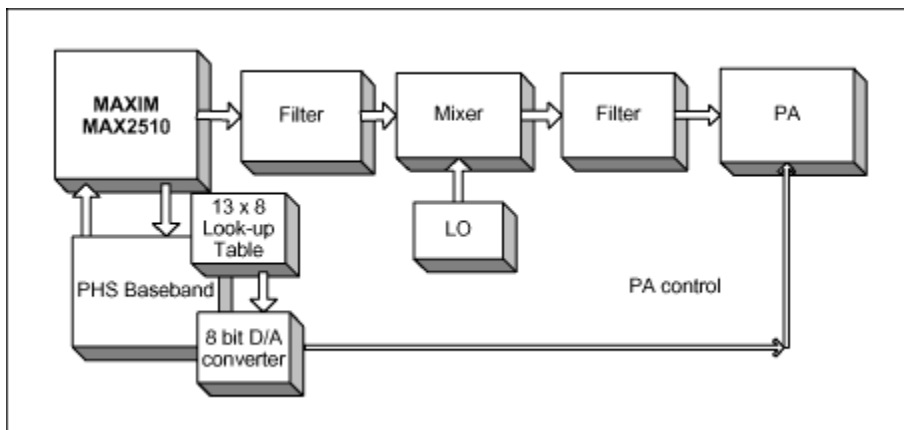 MAXIM
MAX2510
Filter
Mixer
Filter
PA
13 x 8
Look-up
Table
LO
PHS Baseband
PA control
8 bit D/A
converter